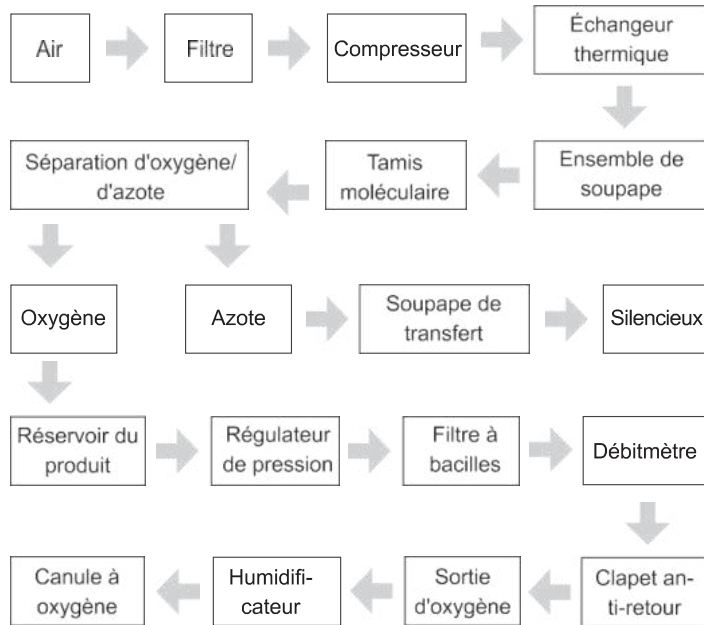 Air
Filtre
Compresseur
Échangeur
thermique
Ensemble de
soupape
Tamis
moléculaire
Séparation d'oxygène/
d'azote
Oxygène
Azote
Soupape de
transfert
Silencieux
Réservoir du
produit
Régulateur
de pression
Filtre à
bacilles
Débitmètre
Clapet an-
ti-retour
Sortie
d'oxygène
Humidifi-
cateur
Canule à
oxygène